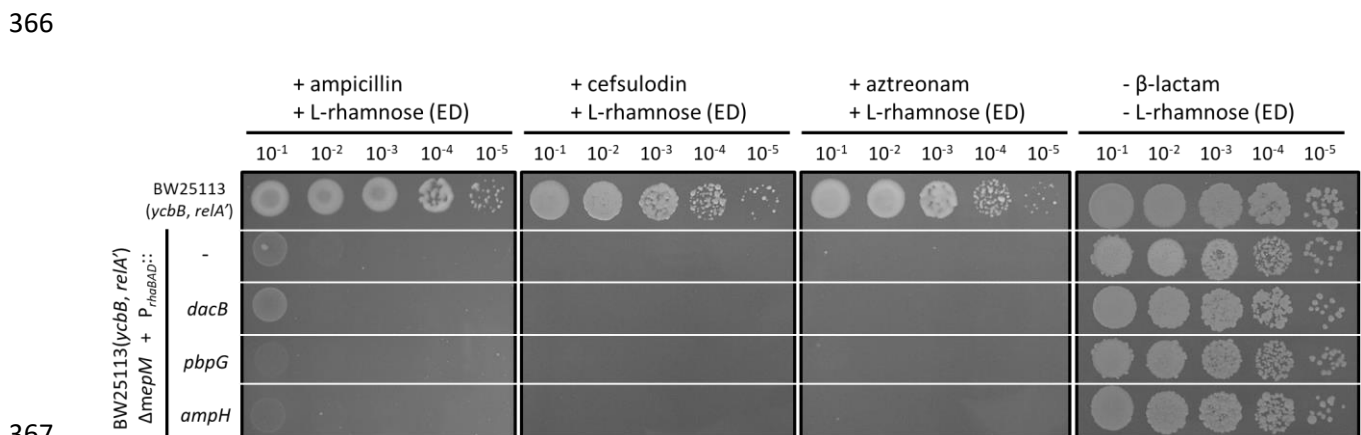 366
+ ampicillin + cefsulodin + aztreonam - β-lactam
+ L-rhamnose (ED) + L-rhamnose (ED) + L-rhamnose (ED) - L-rhamnose (ED)
10⁻¹ 10⁻² 10⁻³ 10⁻⁴ 10⁻⁵ 10⁻¹ 10⁻² 10⁻³ 10⁻⁴ 10⁻⁵ 10⁻¹ 10⁻² 10⁻³ 10⁻⁴ 10⁻⁵ 10⁻¹ 10⁻² 10⁻³ 10⁻⁴ 10⁻⁵
BW25113
(ycbB, relA')
BW25113(ycbB, relA')
ΔmepM + PrhaBAD::
-
dacB
pbpG
ampH
367